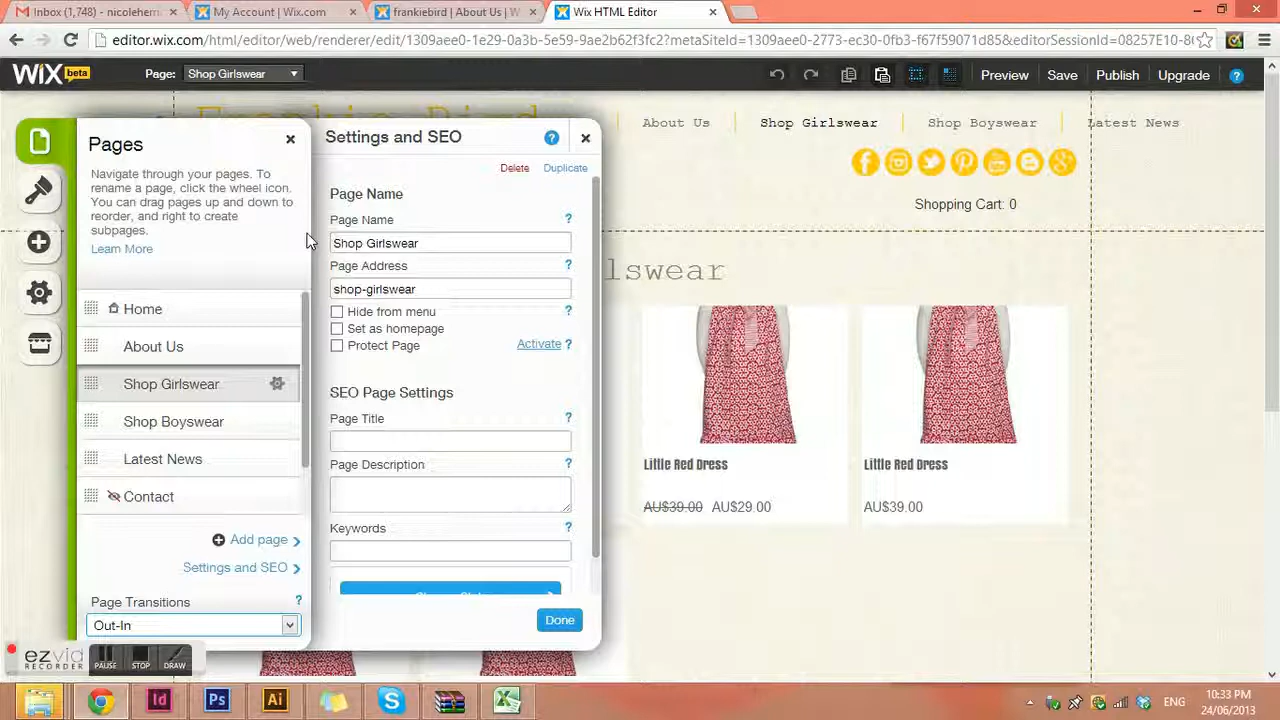 Inbox (1,748) - nicolehern
My Account | Wix.com
frankiebird | About Us | W
Wix HTML Editor
editor.wix.com/html/editor/web/renderer/edit/1309aee0-1e29-0a3b-5e59-9ae2b62f3fc2?metaSiteId=1309aee0-2773-ec30-0fb3-f67f59071d85&editorSessionId=08257E10-8
WiX beta
Page: Shop Girlswear
Preview
Save
Publish
Upgrade
?
About Us
Shop Girlswear
Shop Boyswear
Latest News
Shopping Cart: 0
lswear
Pages
Navigate through your pages. To
rename a page, click the wheel icon.
You can drag pages up and down to
reorder, and right to create
subpages.
Learn More
Home
About Us
Shop Girlswear
Shop Boyswear
Latest News
Contact
Add page
Settings and SEO
Page Transitions ?
Out-In
Settings and SEO ?
Delete Duplicate
Page Name
Page Name ?
Shop Girlswear
Page Address ?
shop-girlswear
Hide from menu ?
Set as homepage
Protect Page Activate ?
SEO Page Settings
Page Title ?
Page Description ?
Keywords ?
Done
Little Red Dress
AU$39.00 AU$29.00
Little Red Dress
AU$39.00
ezvid
RECORDER
PAUSE
STOP
DRAW
Id
Ps
Ai
ENG
10:33 PM
24/06/2013